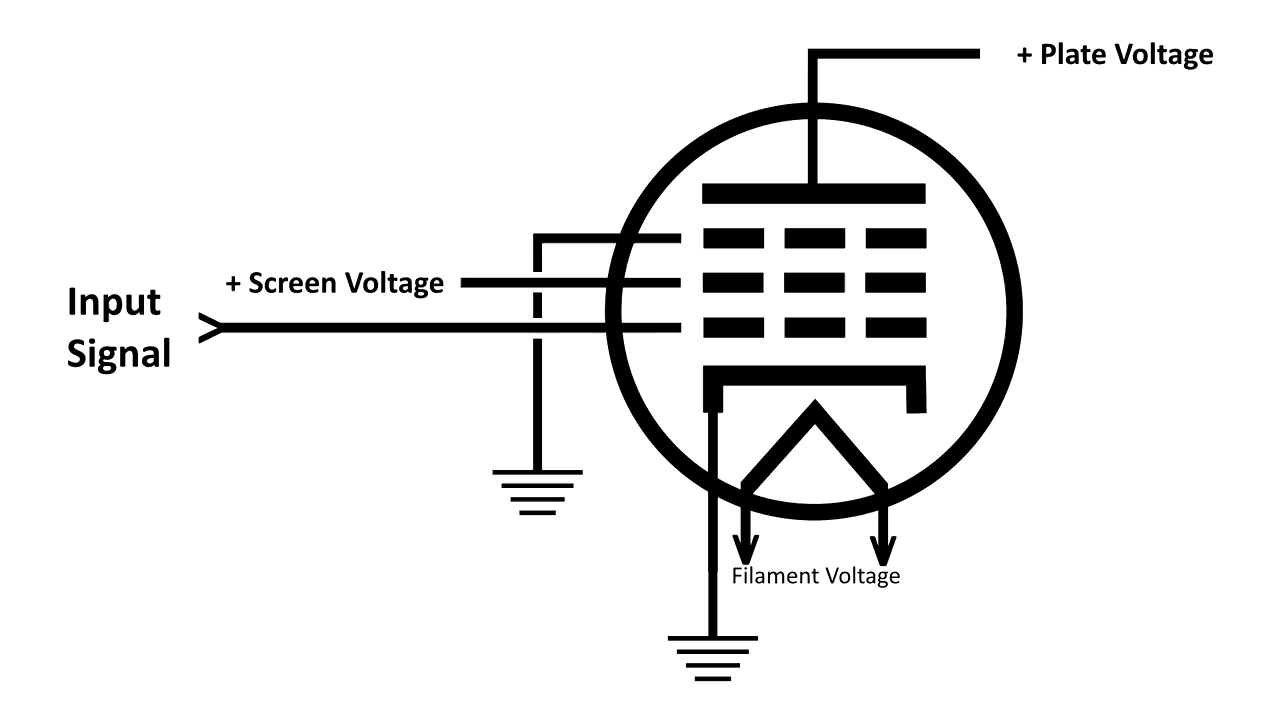 + Plate Voltage
+ Screen Voltage
Input
Signal
Filament Voltage